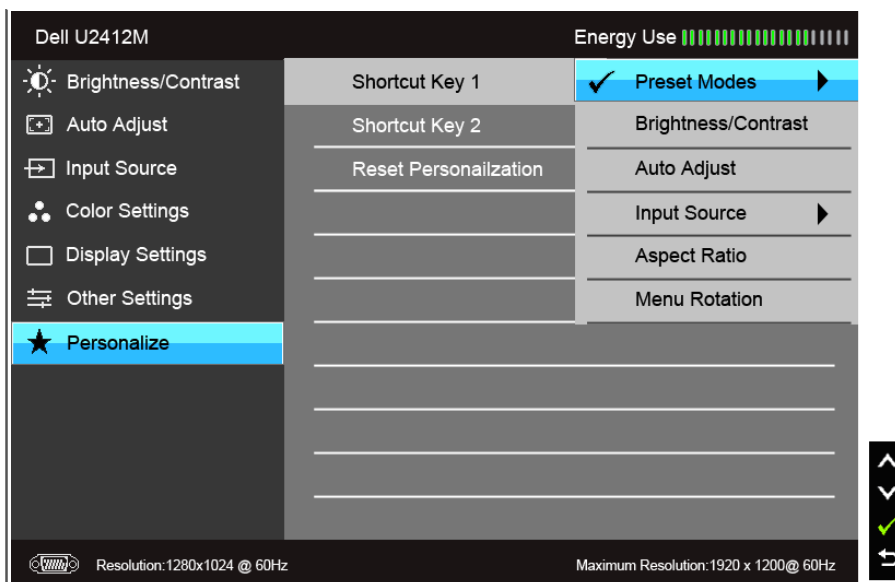 Dell U2412M
Energy Use
Brightness/Contrast
Shortcut Key 1
Preset Modes
Auto Adjust
Shortcut Key 2
Brightness/Contrast
Input Source
Reset Personailzation
Auto Adjust
Color Settings
Input Source
Display Settings
Aspect Ratio
Other Settings
Menu Rotation
Personalize
Resolution:1280x1024 @ 60Hz
Maximum Resolution:1920 x 1200@ 60Hz